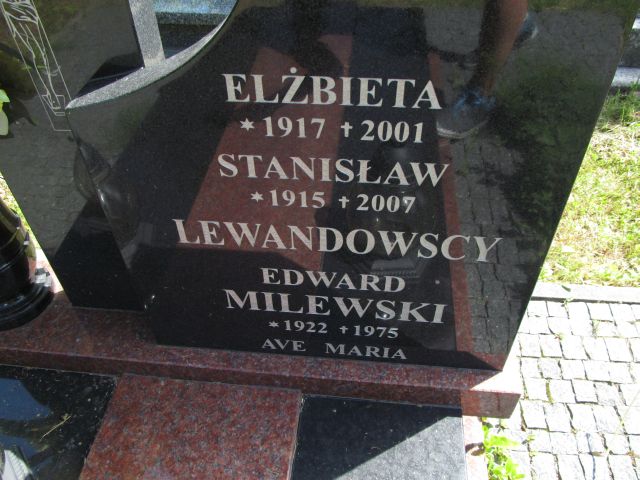 ELŻBIETA
*1917 †2001
STANISŁAW
*1915 †2007
LEWANDOWSCY
EDWARD
MILEWSKI
*1922 †1975
AVE MARIA